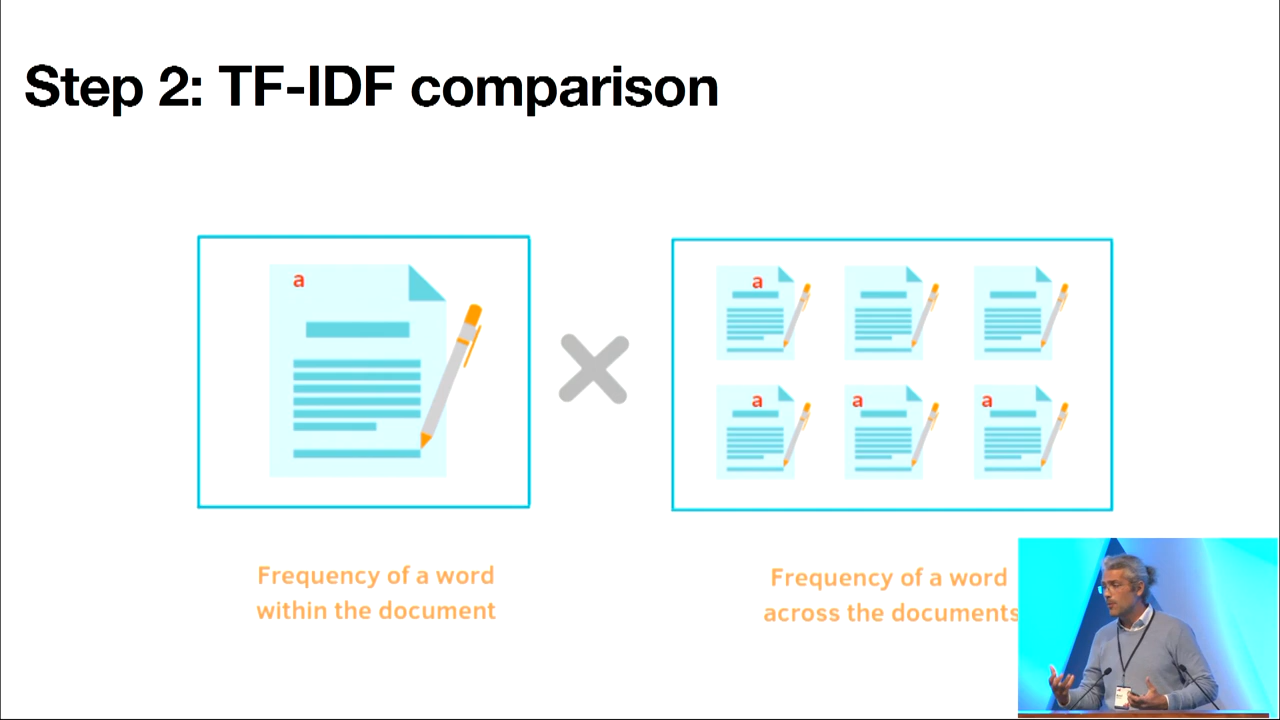 Step 2: TF-IDF comparison
a
a
a
a
a
Frequency of a word
within the document
Frequency of a word
across the documents